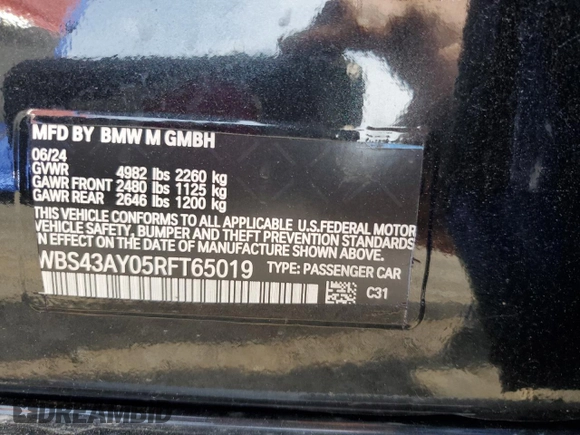 MFD BY BMW M GMBH
06/24
GVWR 4982 lbs 2260 kg
GAWR FRONT 2480 lbs 1125 kg
GAWR REAR 2646 lbs 1200 kg
THIS VEHICLE CONFORMS TO ALL APPLICABLE U.S.FEDERAL MOTOR
VEHICLE SAFETY, BUMPER AND THEFT PREVENTION STANDARDS
IN EFFECT ON THE DATE OF MANUFACTURE SHOWN ABOVE.
WBS43AY05RFT65019 TYPE: PASSENGER CAR
C31
DREAMBID